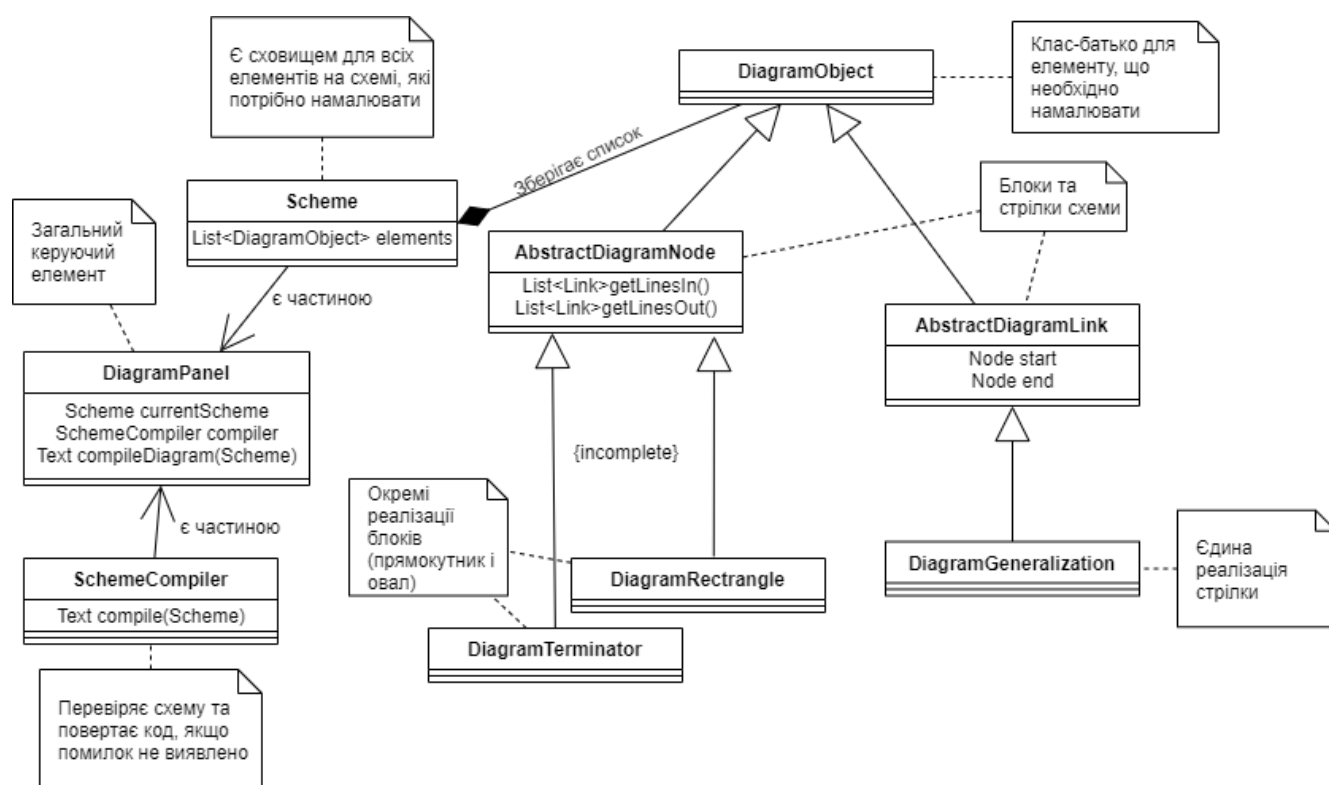 Є сховищем для всіх
елементів на схемі, які
потрібно намалювати
DiagramObject
Клас-батько для
елементу, що
необхідно
намалювати
Зберігає список
Scheme
List<DiagramObject> elements
Блоки та
стрілки схеми
Загальний
керуючий
елемент
AbstractDiagramNode
List<Link>getLinesIn()
List<Link>getLinesOut()
є частиною
AbstractDiagramLink
Node start
Node end
DiagramPanel
Scheme currentScheme
SchemeCompiler compiler
Text compileDiagram(Scheme)
{incomplete}
Окремі
реалізації
блоків
(прямокутник і
овал)
є частиною
SchemeCompiler
Text compile(Scheme)
DiagramRectrangle
DiagramGeneralization
Єдина
реалізація
стрілки
DiagramTerminator
Перевіряє схему та
повертає код, якщо
помилок не виявлено